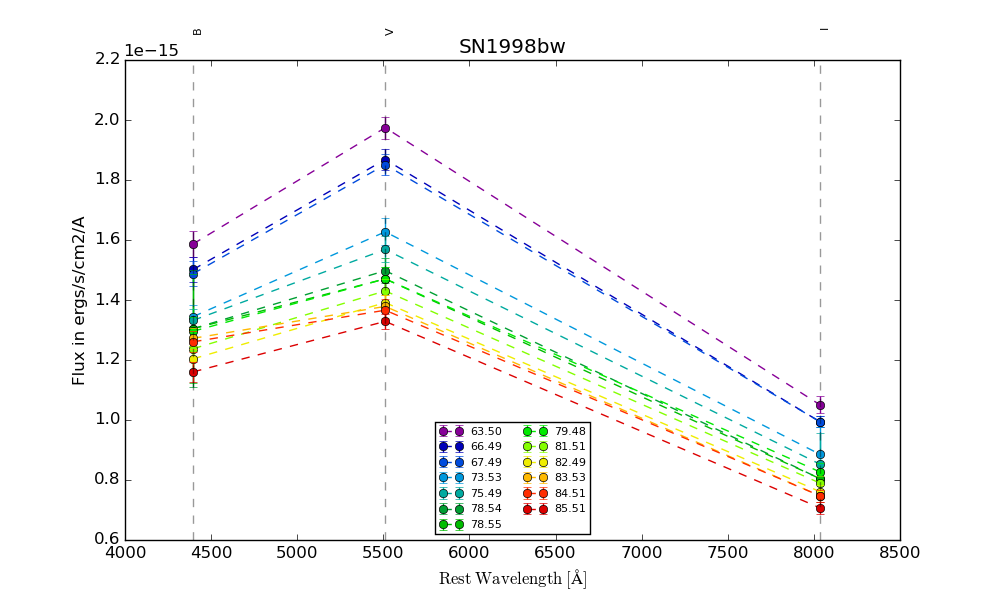 B V I
1e−15
SN1998bw
2.2
2.0
1.8
1.6
1.4
1.2
1.0
0.8
0.6
Flux in ergs/s/cm2/A
63.50 79.48
66.49 81.51
67.49 82.49
73.53 83.53
75.49 84.51
78.54 85.51
78.55
4000 4500 5000 5500 6000 6500 7000 7500 8000 8500
Rest Wavelength [Å]